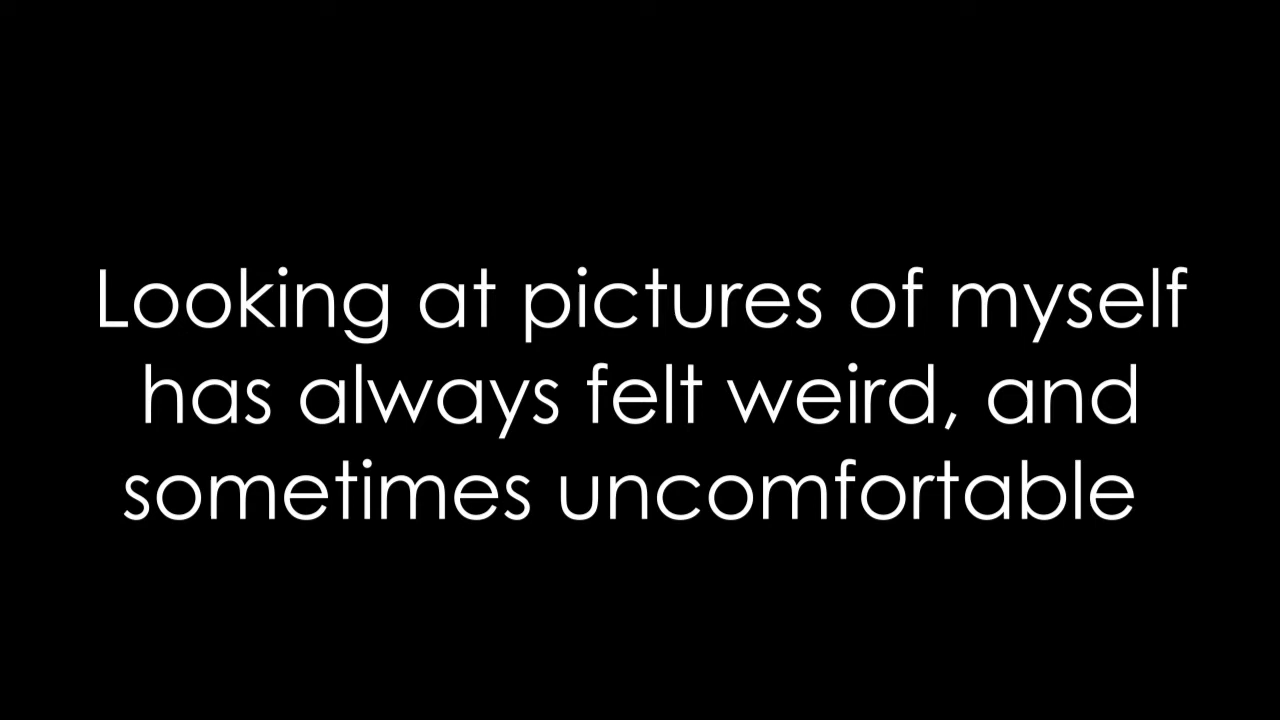 Looking at pictures of myself
has always felt weird, and
sometimes uncomfortable